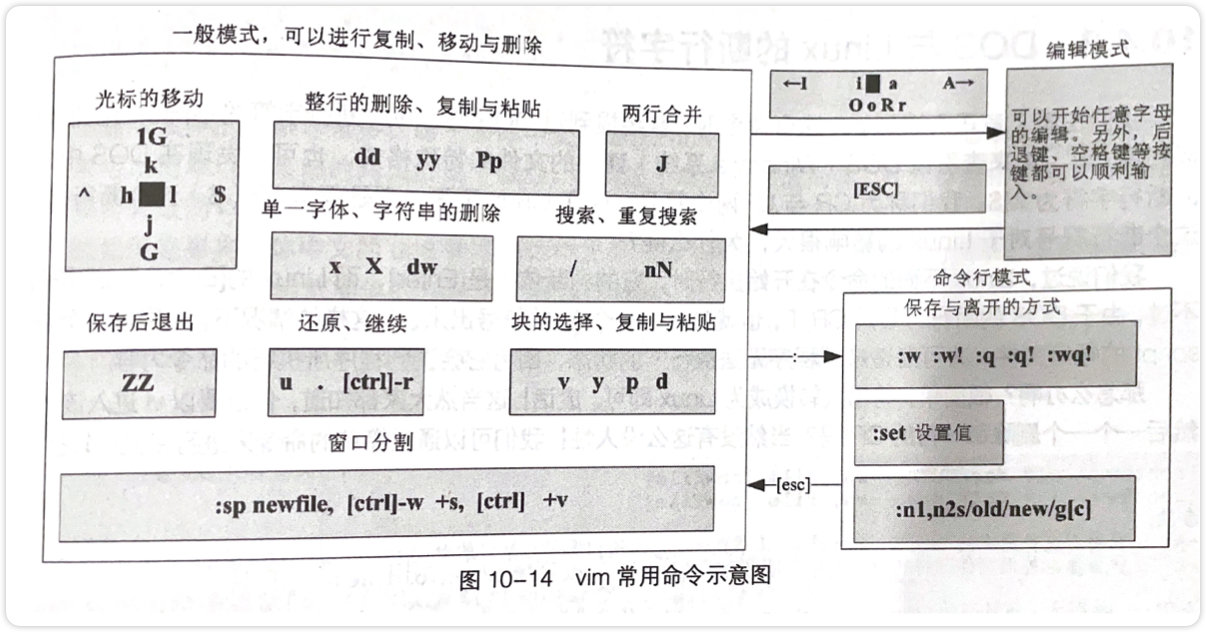 一般模式，可以进行复制、移动与删除
光标的移动
1G
k
^ h l $
j
G
整行的删除、复制与粘贴
dd yy Pp
两行合并
J
单一字体、字符串的删除
x X dw
搜索、重复搜索
/ nN
保存后退出
ZZ
还原、继续
u . [ctrl]-r
块的选择、复制与粘贴
v y p d
窗口分割
:sp newfile, [ctrl]-w +s, [ctrl] +v
←I i a A→
O o R r
[ESC]
编辑模式
可以开始任意字母
的编辑。另外，后
退键、空格键等按
键都可以顺利输
入。
:
[esc]
命令行模式
保存与离开的方式
:w :w! :q :q! :wq!
:set 设置值
:n1,n2s/old/new/g[c]
图 10-14 vim 常用命令示意图